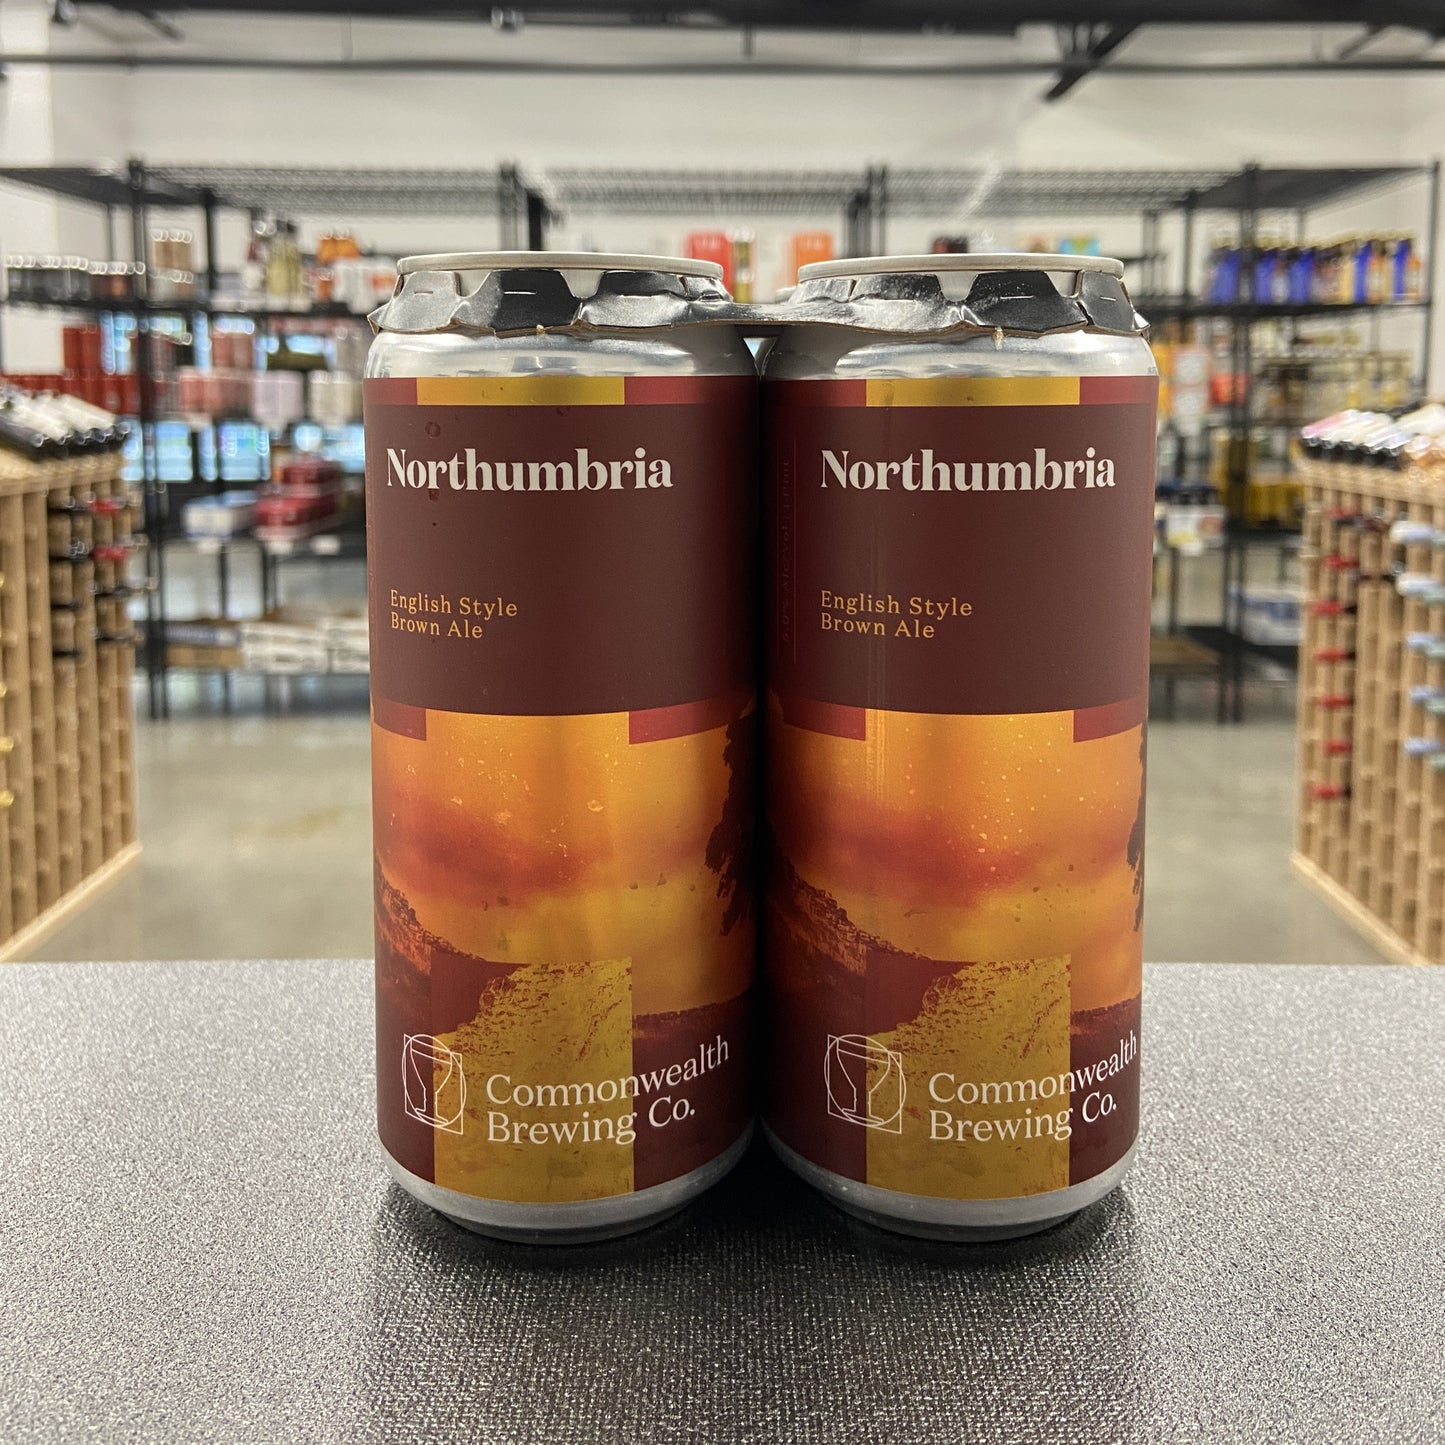 Northumbria
English Style
Brown Ale
Commonwealth
Brewing Co.
Northumbria
English Style
Brown Ale
Commonwealth
Brewing Co.